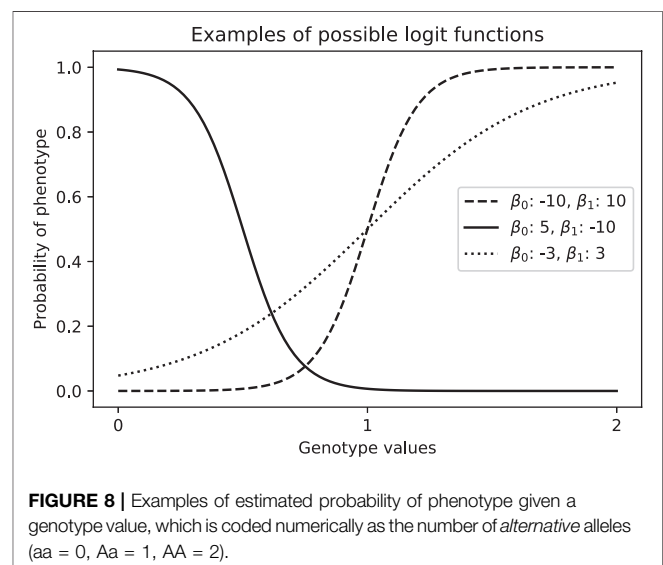 Examples of possible logit functions
1.0
0.8
0.6
0.4
0.2
0.0
Probability of phenotype
β₀: -10, β₁: 10
β₀: 5, β₁: -10
β₀: -3, β₁: 3
0
1
2
Genotype values
FIGURE 8 | Examples of estimated probability of phenotype given a
genotype value, which is coded numerically as the number of alternative alleles
(aa = 0, Aa = 1, AA = 2).